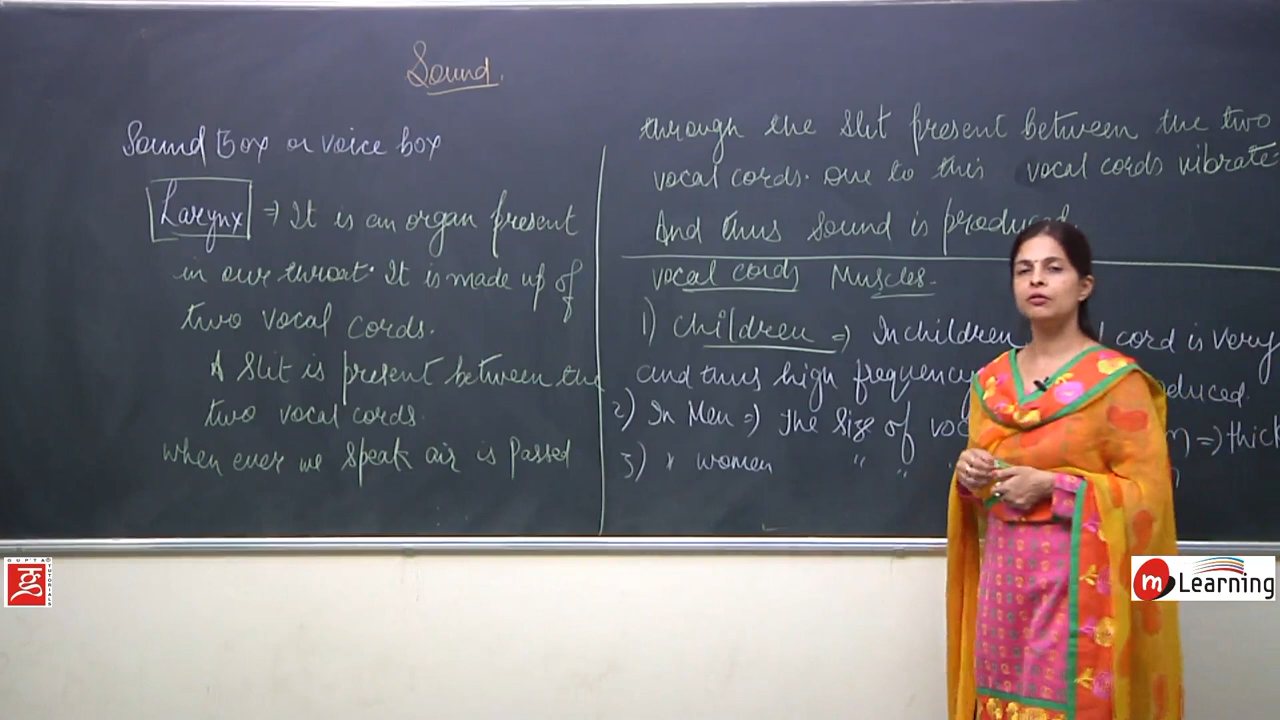 Sound.
Sound Box or voice box
Larynx ⇒ It is an organ present
in our throat. It is made up of
two vocal cords.
A slit is present between the
two vocal cords.
when ever we speak air is passed
through the slit present between the two
vocal cords. Due to this vocal cords vibrate.
And thus sound is produced
vocal cords Muscles.
1) children ⇒ In children cord is very
and thus high frequency duced.
2) In Men ⇒ The size of voc m ⇒ thick
3) " women " "
GUPTA TUTORIALS
m Learning